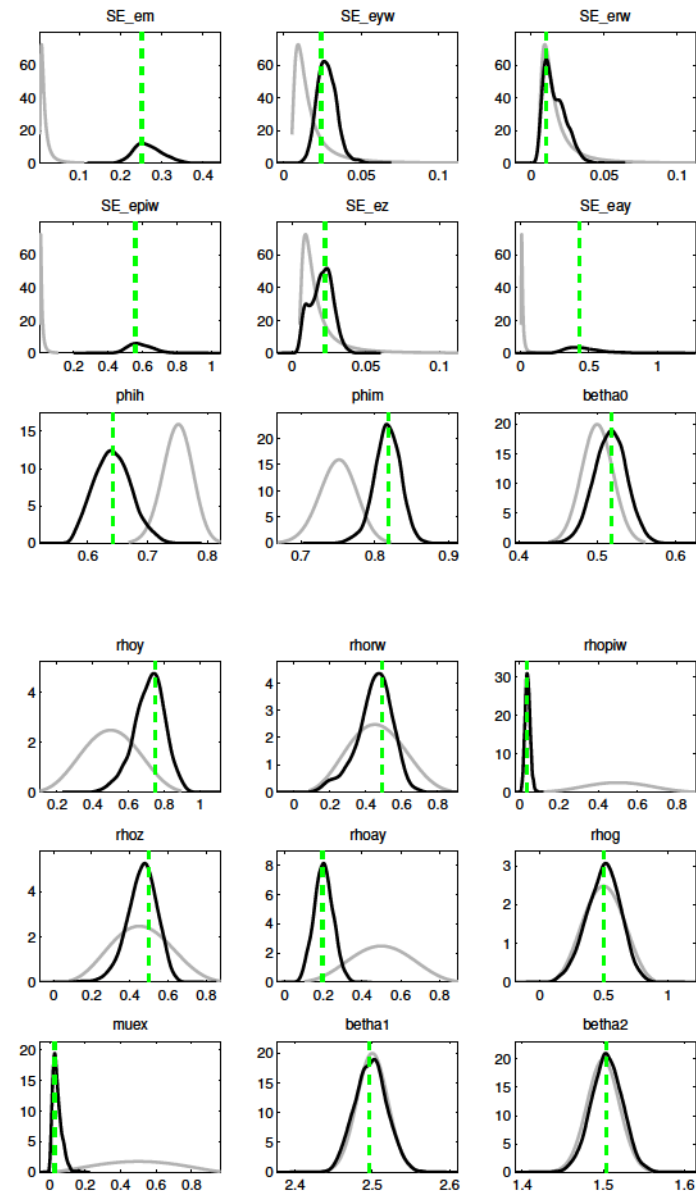 SE_em SE_eyw SE_erw
60 60 60
40 40 40
20 20 20
0 0 0
0.1 0.2 0.3 0.4 0 0.05 0.1 0 0.05 0.1
SE_epiw SE_ez SE_eay
60 60 60
40 40 40
20 20 20
0 0 0
0.2 0.4 0.6 0.8 1 0 0.05 0.1 0 0.5 1
phih phim betha0
15 20 20
10 15 15
5 10 10
0 5 5
0 0
0.6 0.7 0.8 0.7 0.8 0.9 0.4 0.5 0.6
rhoy rhorw rhopiw
4 4 30
2 3 20
0 2 10
1 0
0
0.2 0.4 0.6 0.8 1 0 0.2 0.4 0.6 0.8 0 0.2 0.4 0.6 0.8
rhoz rhoay rhog
4 8 3
2 6 2
0 4 1
2 0
0
0 0.2 0.4 0.6 0.8 0 0.2 0.4 0.6 0.8 0 0.5 1
muex betha1 betha2
20 20 20
15 15 15
10 10 10
5 5 5
0 0 0
0 0.2 0.4 0.6 0.8 2.4 2.5 2.6 1.4 1.5 1.6